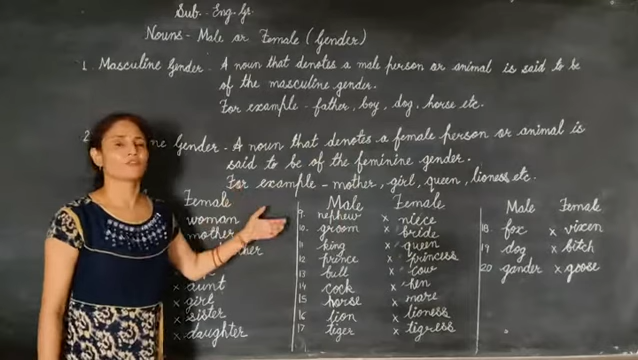 Sub.- Eng. Gr.
Nouns - Male or Female (Gender)
1. Masculine Gender - A noun that denotes a male person or animal is said to be
of the masculine gender.
For example - father, boy, dog, horse etc.
2. Gender - A noun that denotes a female person or animal is
said to be of the feminine gender.
For example - mother, girl, queen, lioness, etc.
Female
woman
mother
x aunt
x girl
x sister
x daughter
Male Female
9. nephew x niece
10. groom x bride
11 king x queen
12 prince x princess
13 bull x cow
14 cock x hen
15 horse x mare
16 lion x lioness
17 tiger x tigress
Male Female
18. fox x vixen
19 dog x bitch
20 gander x goose